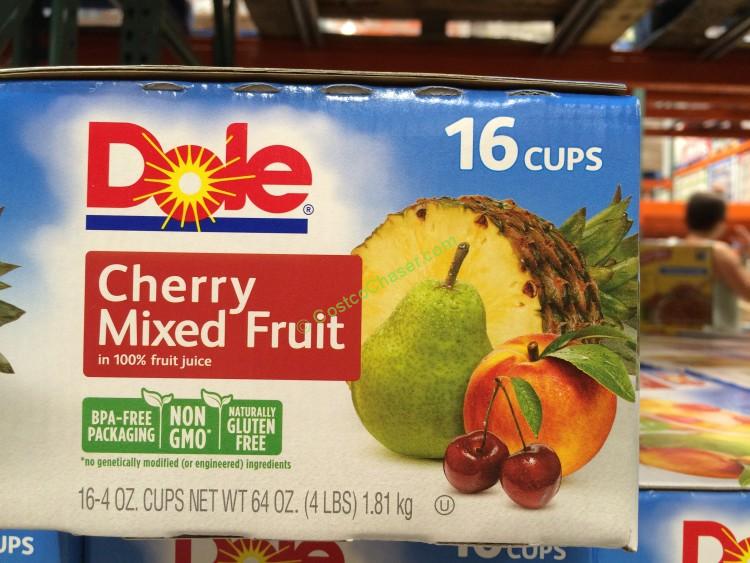 Dole®
16 CUPS
Cherry
Mixed Fruit
in 100% fruit juice
© CostcoChaser.com
BPA-FREE
PACKAGING
NON
GMO*
NATURALLY
GLUTEN
FREE
*no genetically modified (or engineered) ingredients
16-4 OZ. CUPS NET WT 64 OZ. (4 LBS) 1.81 kg U
UPS
Dole
16 CUPS